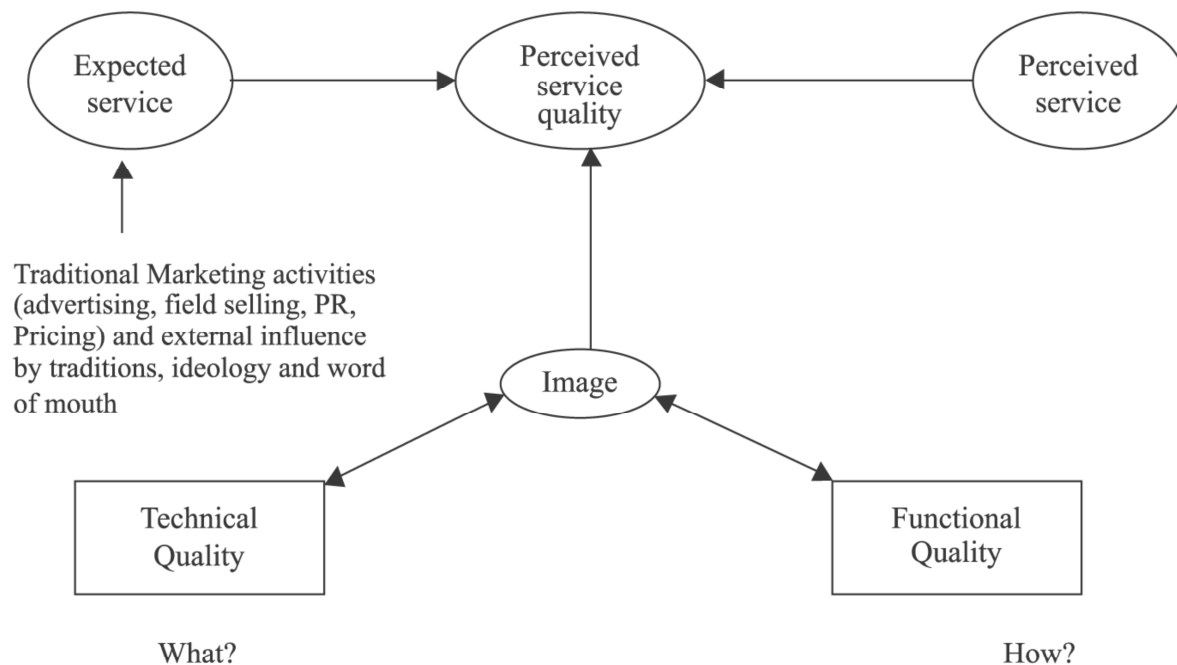 Expected
service
Perceived
service
quality
Perceived
service
Traditional Marketing activities
(advertising, field selling, PR,
Pricing) and external influence
by traditions, ideology and word
of mouth
Image
Technical
Quality
Functional
Quality
What?
How?